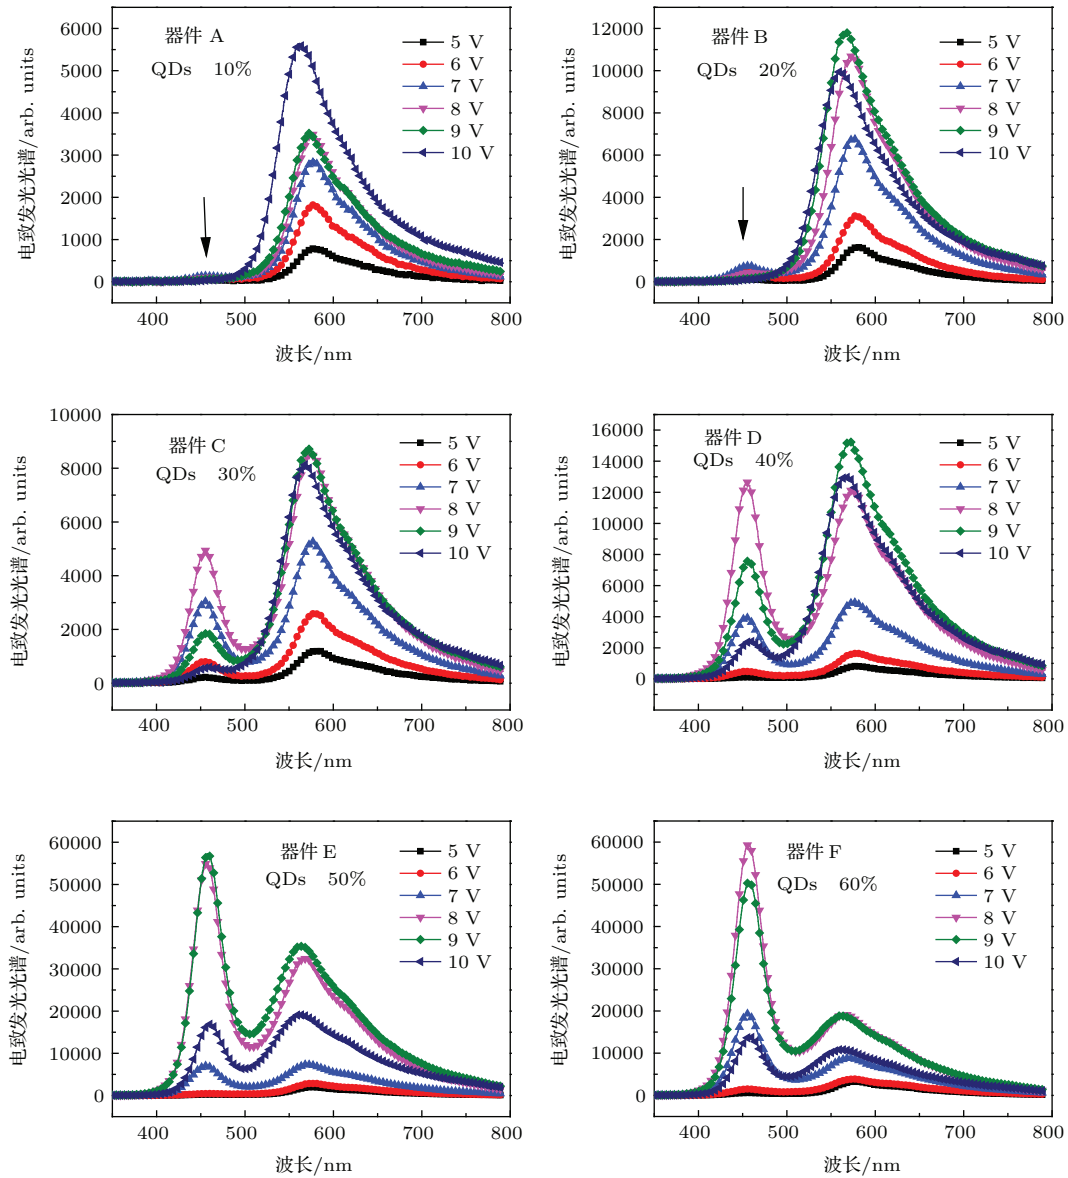 器件 A
QDs 10%
5 V
6 V
7 V
8 V
9 V
10 V
6000
5000
4000
3000
2000
1000
0
400 500 600 700 800
电致发光光谱/arb. units
波长/nm
器件 B
QDs 20%
5 V
6 V
7 V
8 V
9 V
10 V
12000
10000
8000
6000
4000
2000
0
400 500 600 700 800
电致发光光谱/arb. units
波长/nm
器件 C
QDs 30%
5 V
6 V
7 V
8 V
9 V
10 V
10000
8000
6000
4000
2000
0
400 500 600 700 800
电致发光光谱/arb. units
波长/nm
器件 D
QDs 40%
5 V
6 V
7 V
8 V
9 V
10 V
16000
14000
12000
10000
8000
6000
4000
2000
0
400 500 600 700 800
电致发光光谱/arb. units
波长/nm
器件 E
QDs 50%
5 V
6 V
7 V
8 V
9 V
10 V
60000
50000
40000
30000
20000
10000
0
400 500 600 700 800
电致发光光谱/arb. units
波长/nm
器件 F
QDs 60%
5 V
6 V
7 V
8 V
9 V
10 V
60000
50000
40000
30000
20000
10000
0
400 500 600 700 800
电致发光光谱/arb. units
波长/nm